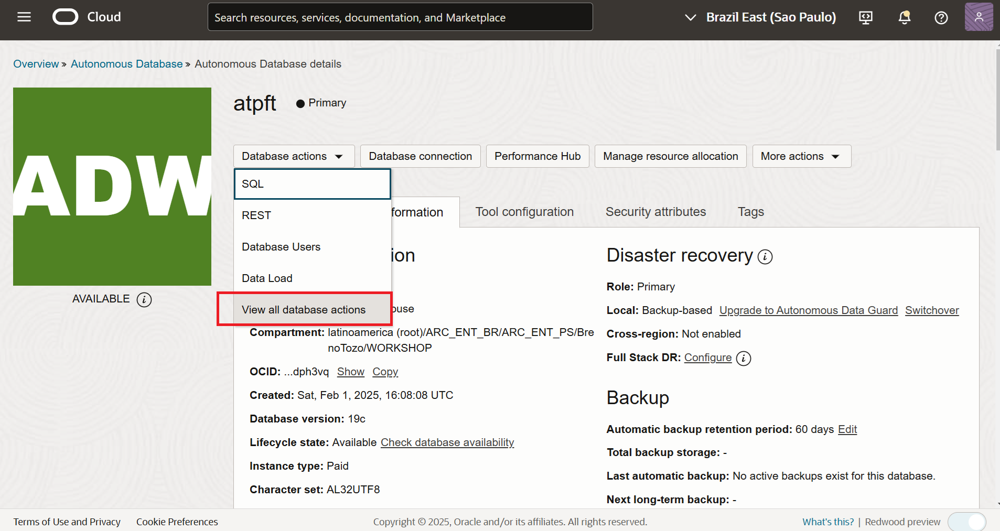 Cloud
Search resources, services, documentation, and Marketplace
Brazil East (Sao Paulo)
Overview » Autonomous Database » Autonomous Database details
ADW
AVAILABLE
atpft
Primary
Database actions
Database connection
Performance Hub
Manage resource allocation
More actions
SQL
REST
Database Users
Data Load
View all database actions
formation
Tool configuration
Security attributes
Tags
ion
ouse
Compartment: latinoamerica (root)/ARC_ENT_BR/ARC_ENT_PS/Bre
noTozo/WORKSHOP
OCID: ...dph3vq Show Copy
Created: Sat, Feb 1, 2025, 16:08:08 UTC
Database version: 19c
Lifecycle state: Available Check database availability
Instance type: Paid
Character set: AL32UTF8
Disaster recovery
Role: Primary
Local: Backup-based Upgrade to Autonomous Data Guard Switchover
Cross-region: Not enabled
Full Stack DR: Configure
Backup
Automatic backup retention period: 60 days Edit
Total backup storage: -
Last automatic backup: No active backups exist for this database.
Next long-term backup: -
Terms of Use and Privacy
Cookie Preferences
Copyright © 2025, Oracle and/or its affiliates. All rights reserved.
What's this? | Redwood preview